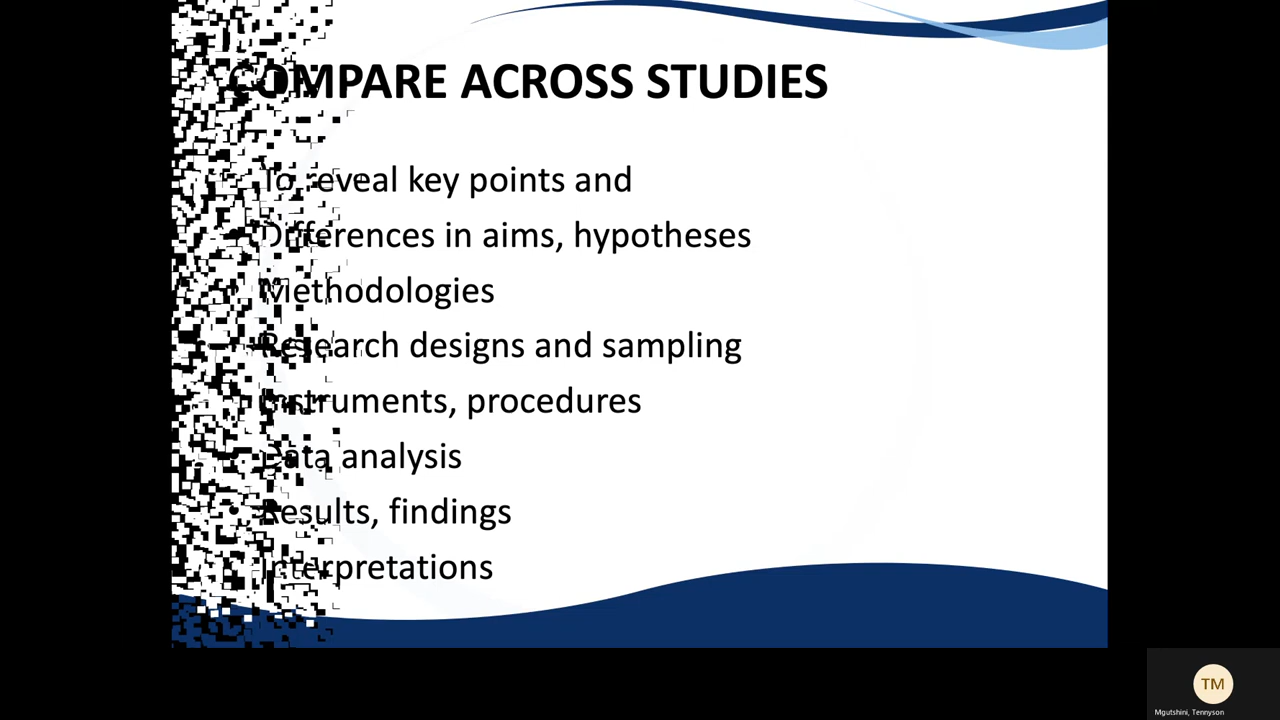 COMPARE ACROSS STUDIES
To reveal key points and
Differences in aims, hypotheses
Methodologies
Research designs and sampling
Instruments, procedures
Data analysis
Results, findings
Interpretations
TM
Mgutshini, Tennyson